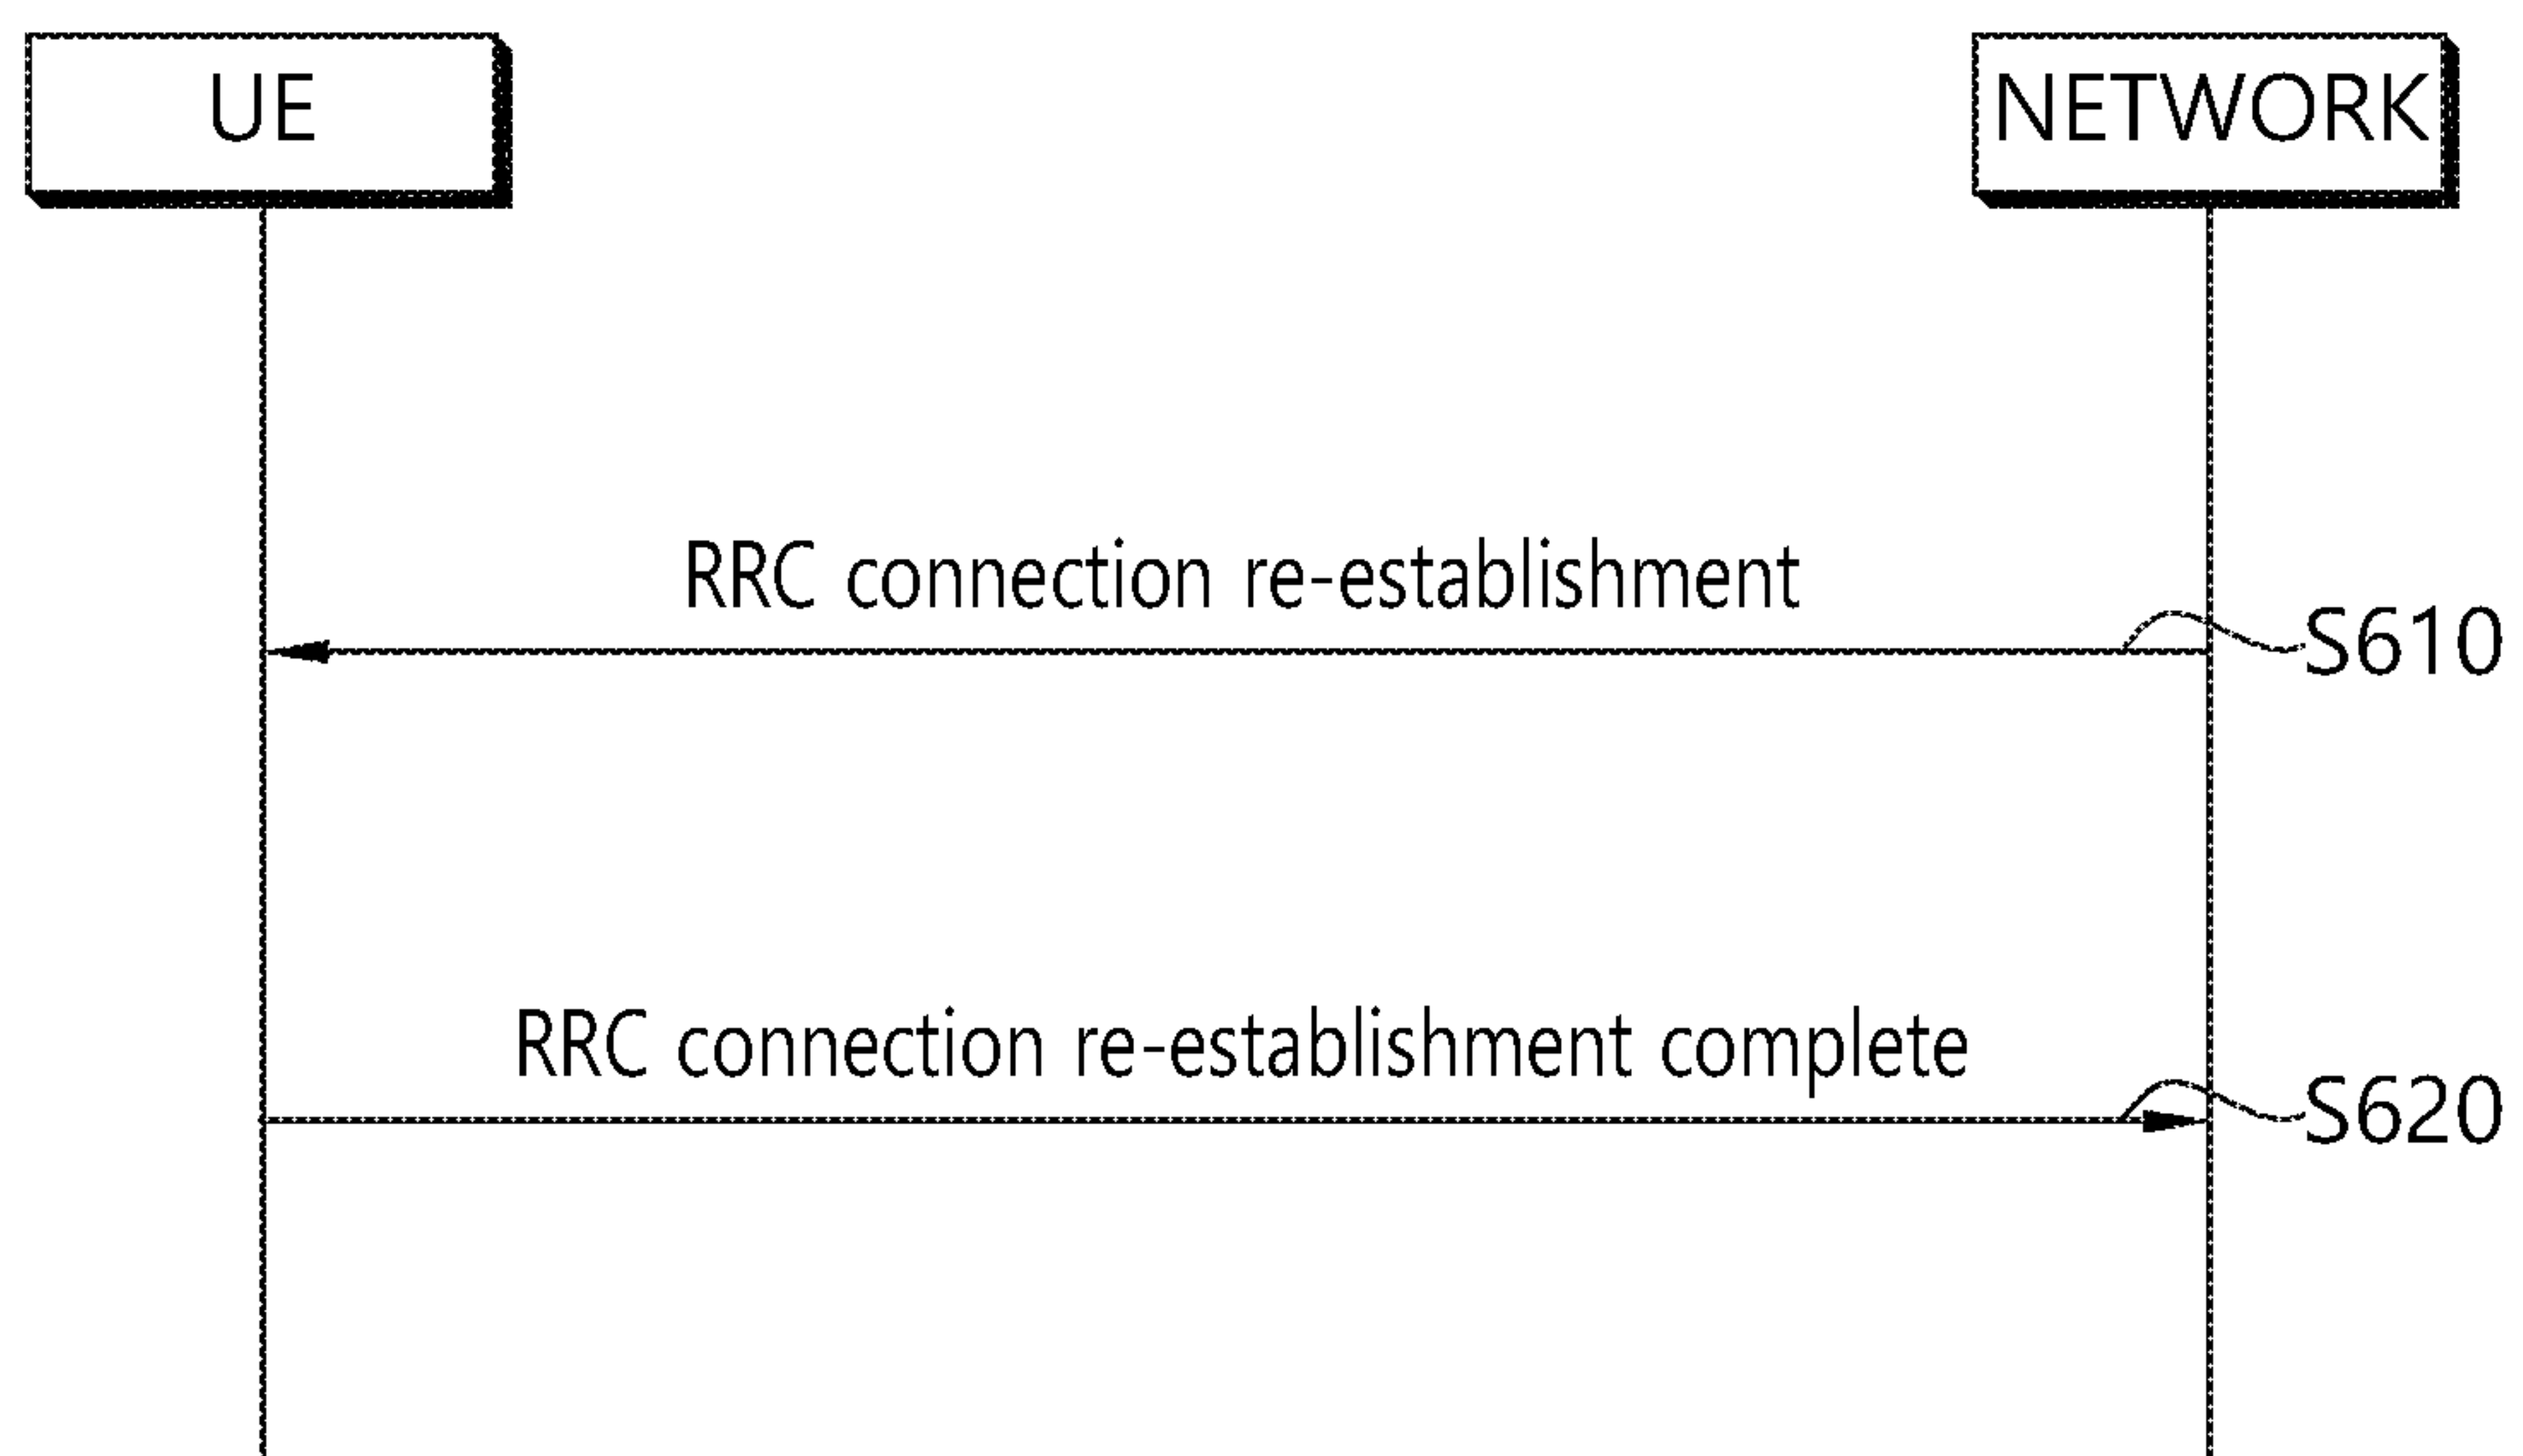 UE
NETWORK
RRC connection re-establishment
S610
RRC connection re-establishment complete
S620